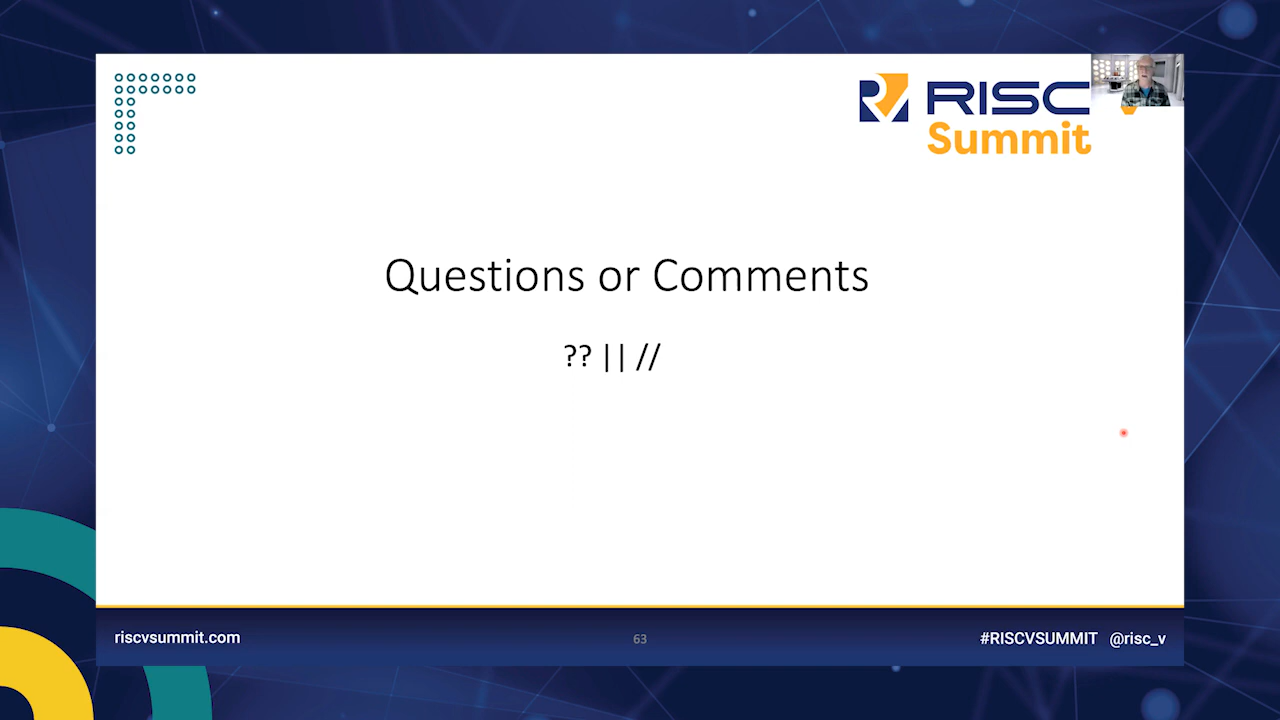 RISC
Summit
Questions or Comments
?? || //
riscvsummit.com
63
#RISCVSUMMIT @risc_v